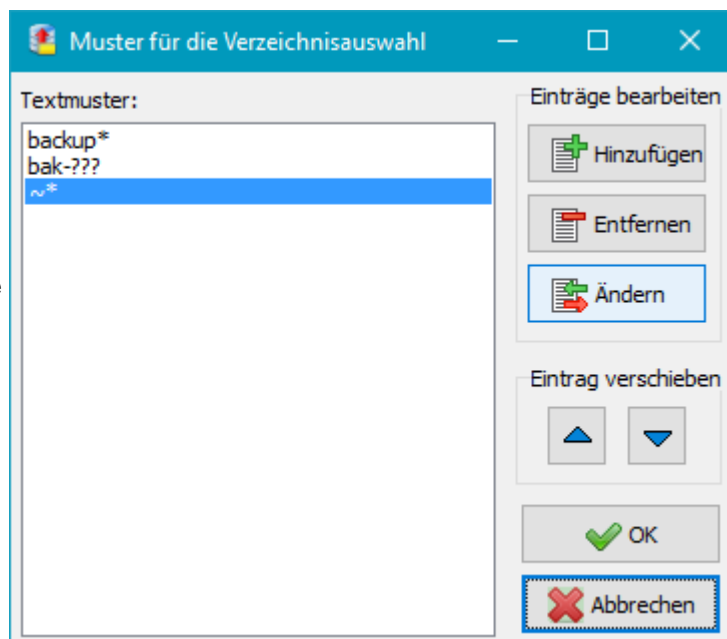 Muster für die Verzeichnisauswahl
Textmuster:
backup*
bak-???
~*
Einträge bearbeiten
Hinzufügen
Entfernen
Ändern
Eintrag verschieben
OK
Abbrechen